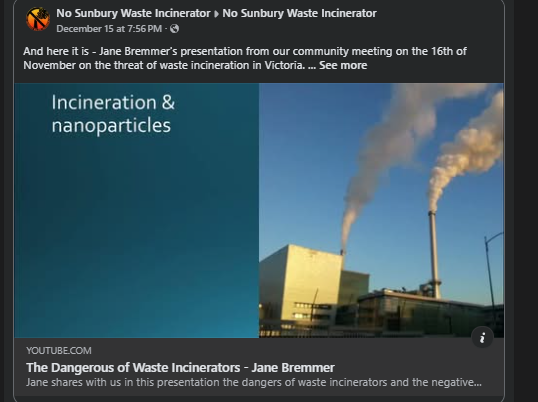 No Sunbury Waste Incinerator ▸ No Sunbury Waste Incinerator
December 15 at 7:56 PM ·
And here it is - Jane Bremmer's presentation from our community meeting on the 16th of
November on the threat of waste incineration in Victoria. ... See more
Incineration &
nanoparticles
i
YOUTUBE.COM
The Dangerous of Waste Incinerators - Jane Bremmer
Jane shares with us in this presentation the dangers of waste incinerators and the negative...